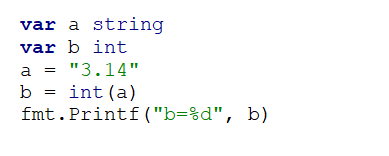 var a string
var b int
a = "3.14"
b = int(a)
fmt.Printf("b=%d", b)